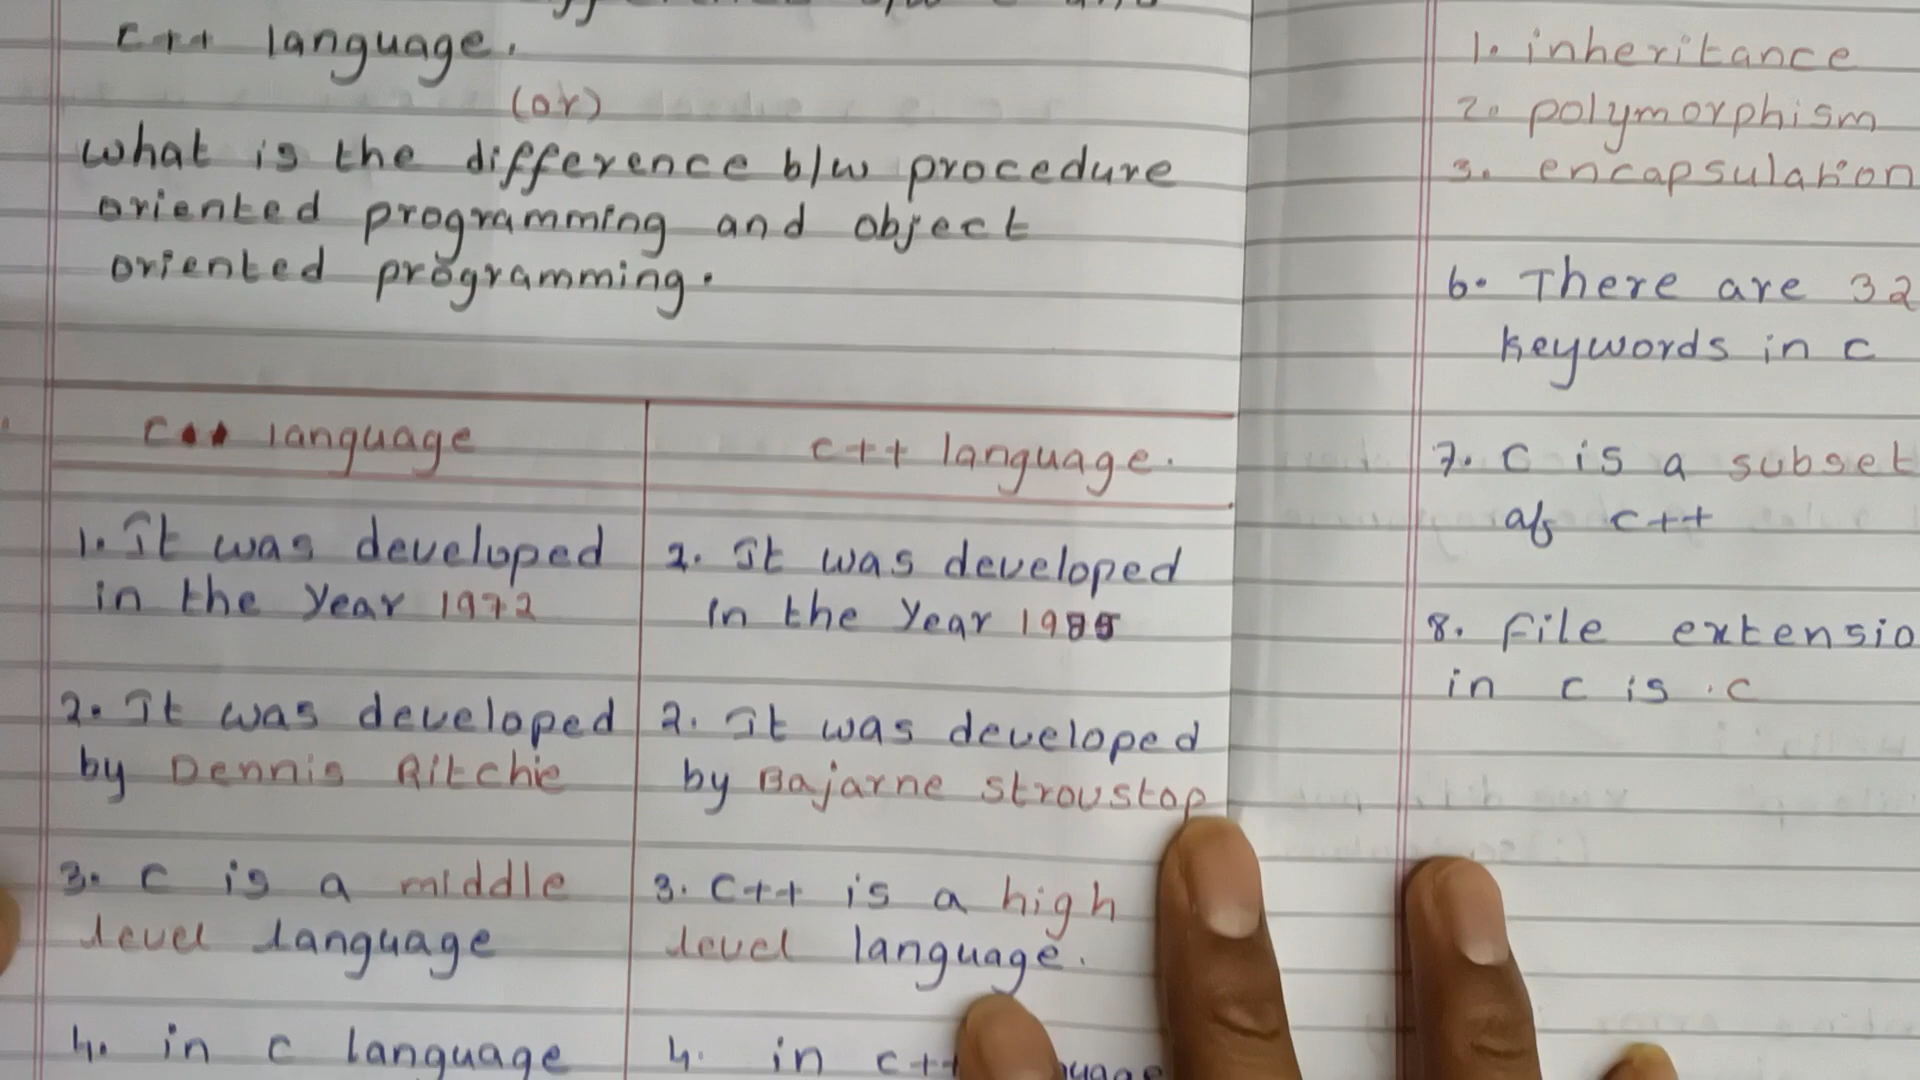 c++ language.
(or)
what is the difference b/w procedure
oriented programming and object
oriented programming.
C language
c++ language.
1. It was developed
in the Year 1972
1. It was developed
in the Year 1985
2. It was developed
by Dennis Ritchie
2. It was developed
by Bajarne Stroustop
3. C is a middle
level language
3. C++ is a high
level language.
4. in c language
4. in c++
1. inheritance
2. polymorphism
3. encapsulation
6. There are 32
keywords in c
7. C is a subset
of c++
8. File extensio
in c is .c